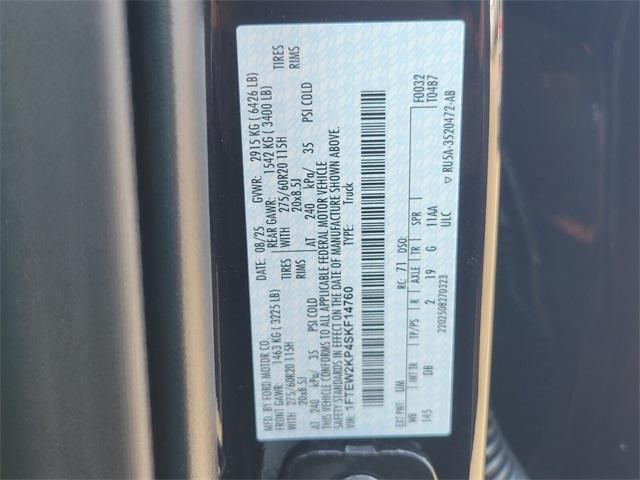 MFD. BY FORD MOTOR CO.
DATE: 08/25 GVWR: 2915 KG ( 6426 LB)
FRONT GAWR: 1463 KG ( 3225 LB) REAR GAWR: 1542 KG ( 3400 LB)
WITH 275/60R20 115H TIRES WITH 275/60R20 115H TIRES
20x8.5J RIMS 20x8.5J RIMS
AT 240 kPa/ 35 PSI COLD AT 240 kPa/ 35 PSI COLD
THIS VEHICLE CONFORMS TO ALL APPLICABLE FEDERAL MOTOR VEHICLE
SAFETY STANDARDS IN EFFECT ON THE DATE OF MANUFACTURE SHOWN ABOVE.
VIN: 1FTEW2KP4SKF14760 TYPE: Truck
F0032
T0487
EXT PNT: UM RC: 71 DSO:
WB INT TR TP/PS R AXLE TR SPR
145 DB 2 19 G 11AA
ULC
2202508270323 RU5A-3520472-AB